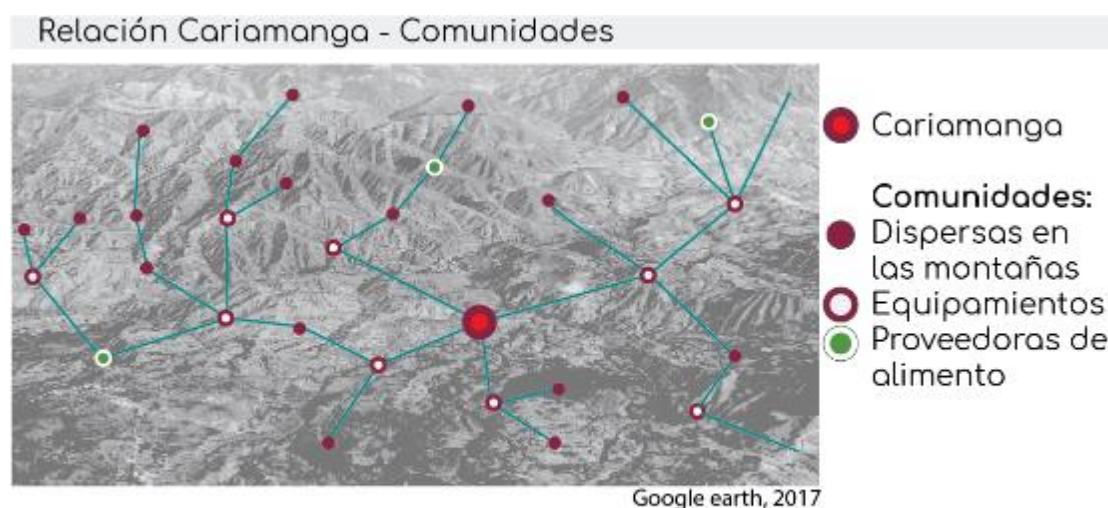 Relación Cariamanga - Comunidades
Cariamanga
Comunidades:
Dispersas en
las montañas
Equipamientos
Proveedoras de
alimento
Google earth, 2017